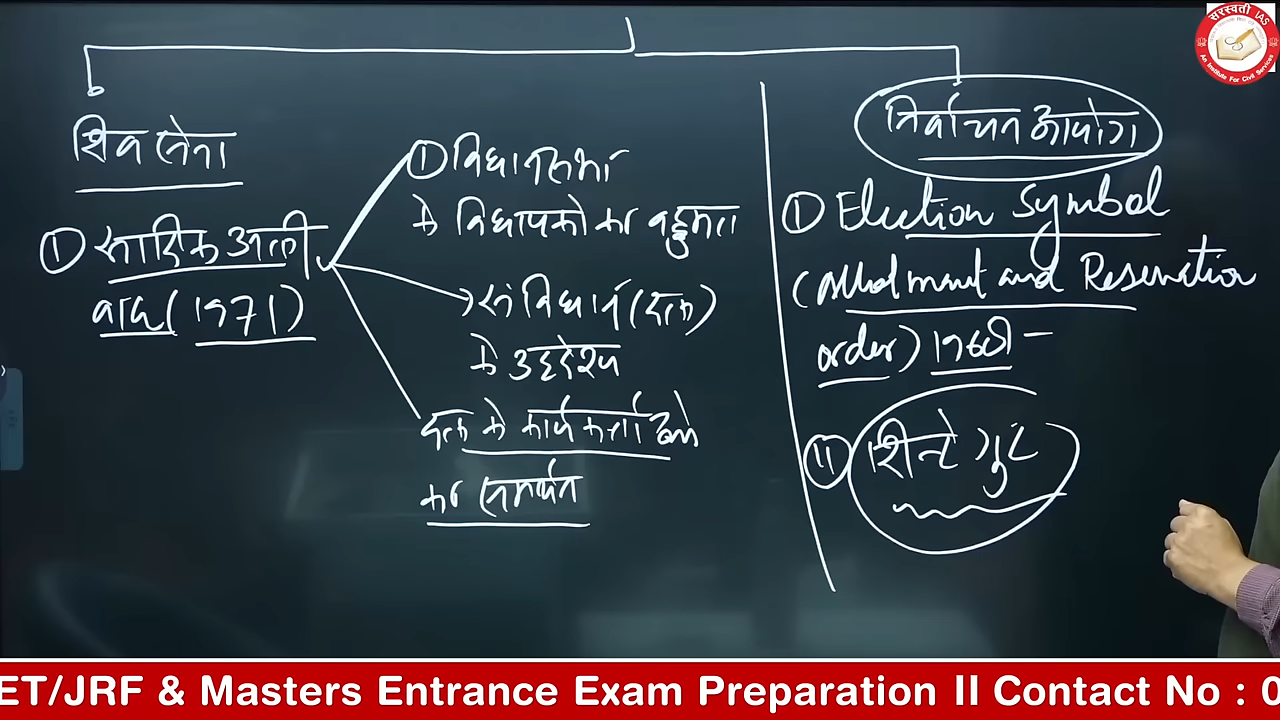 शिव सेना
① सादिक अली
वाद (1971)
① विधानसभा
के विधायको का बहुमत
→ संविधान (दल)
के उद्देश्य
दल के कार्यकर्ताओं
का समर्थन
निर्वाचन आयोग
① Election Symbol
(Allotment and Reservation
order) 1968 -
II शिन्दे गुट
सरस्वती IAS
An Institute For Civil Services
ET/JRF & Masters Entrance Exam Preparation II Contact No : 0